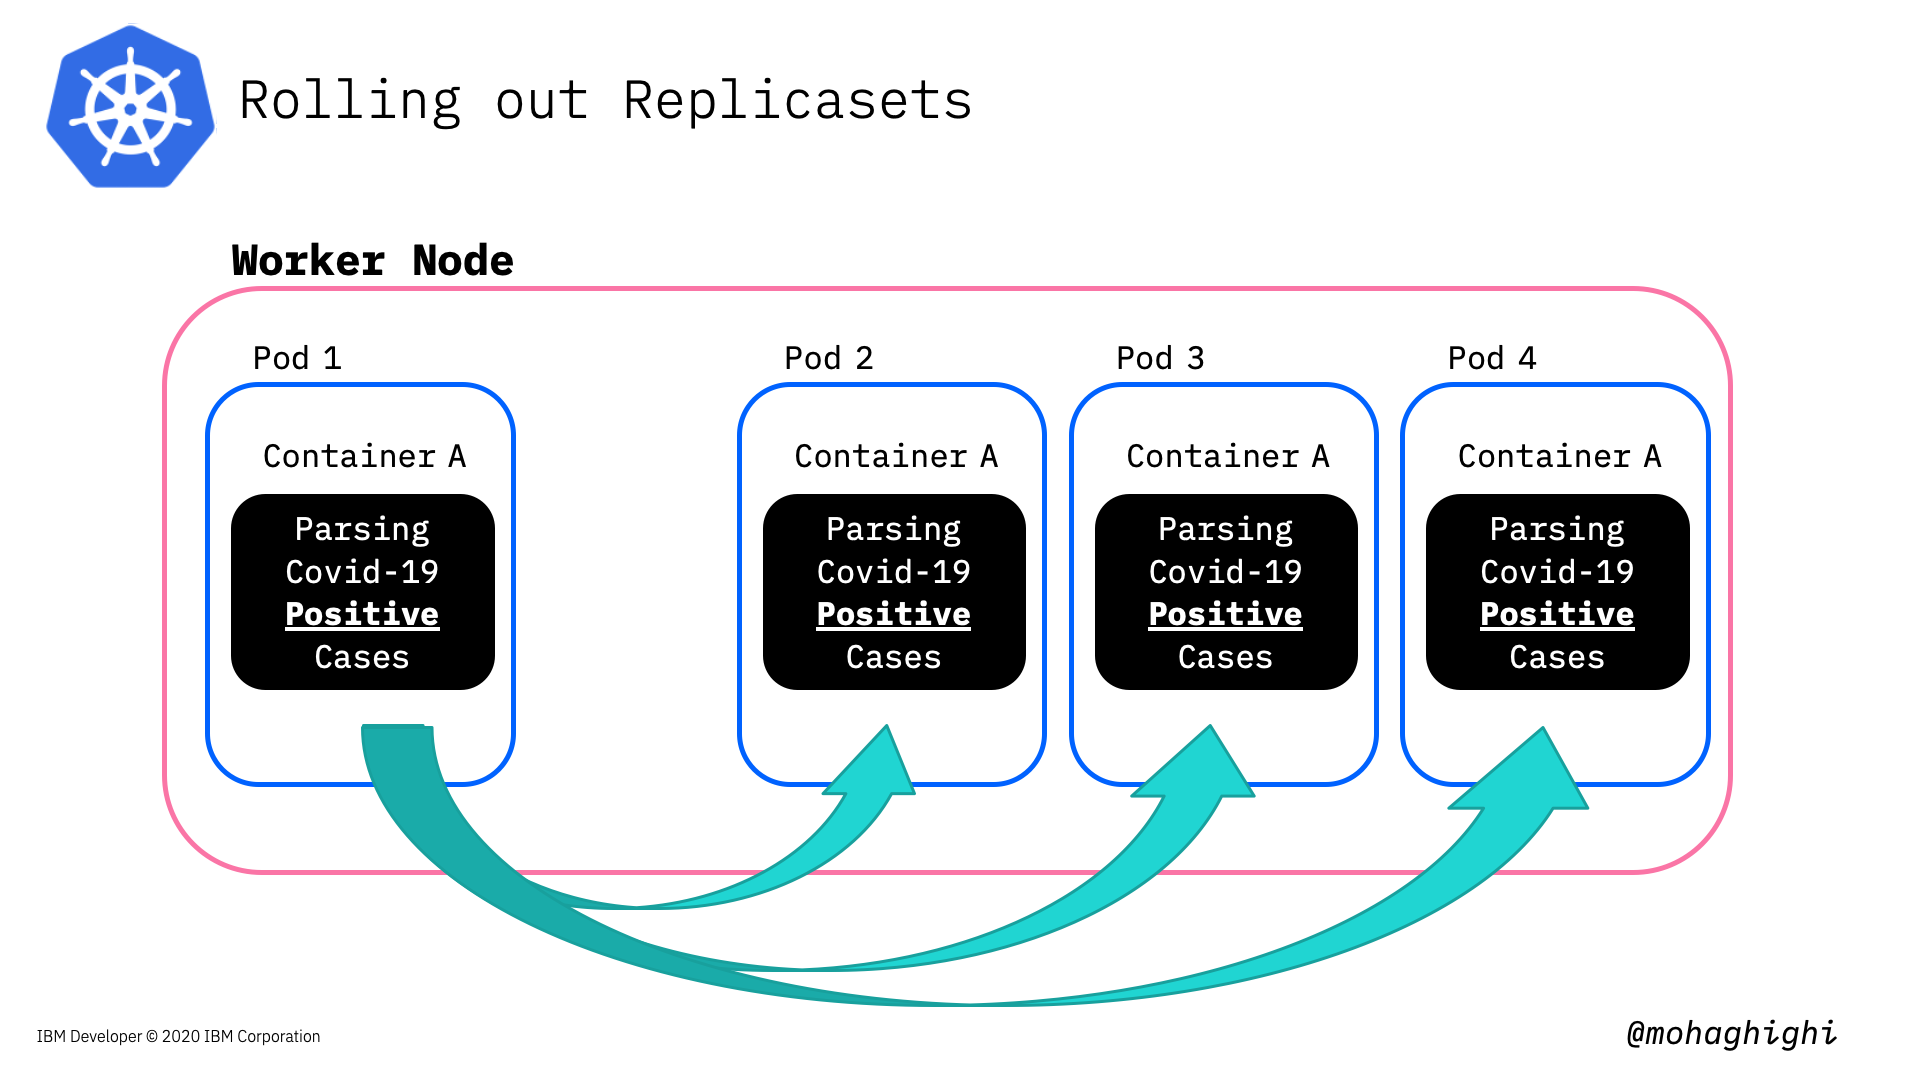 Rolling out Replicasets
Worker Node
Pod 1
Container A
Parsing
Covid-19
Positive
Cases
Pod 2
Container A
Parsing
Covid-19
Positive
Cases
Pod 3
Container A
Parsing
Covid-19
Positive
Cases
Pod 4
Container A
Parsing
Covid-19
Positive
Cases
IBM Developer © 2020 IBM Corporation
@mohaghighi